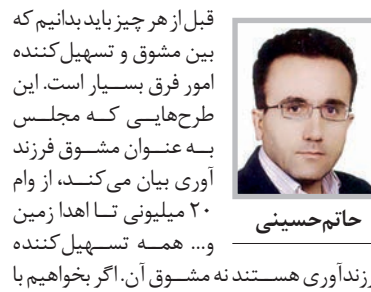 قبل از هر چیز باید بدانیم که
بین مشوق و تسهیل‌کننده
امور فرق بسیار است. این
طرح‌هایی که مجلس
به عنوان مشوق فرزند
آوری بیان می‌کند، از وام
۲۰ میلیونی تا اهدا زمین
و... همه تسهیل‌کننده
رزندآوری هستند نه مشوق آن. اگر بخواهیم با
حاتم‌حسینی